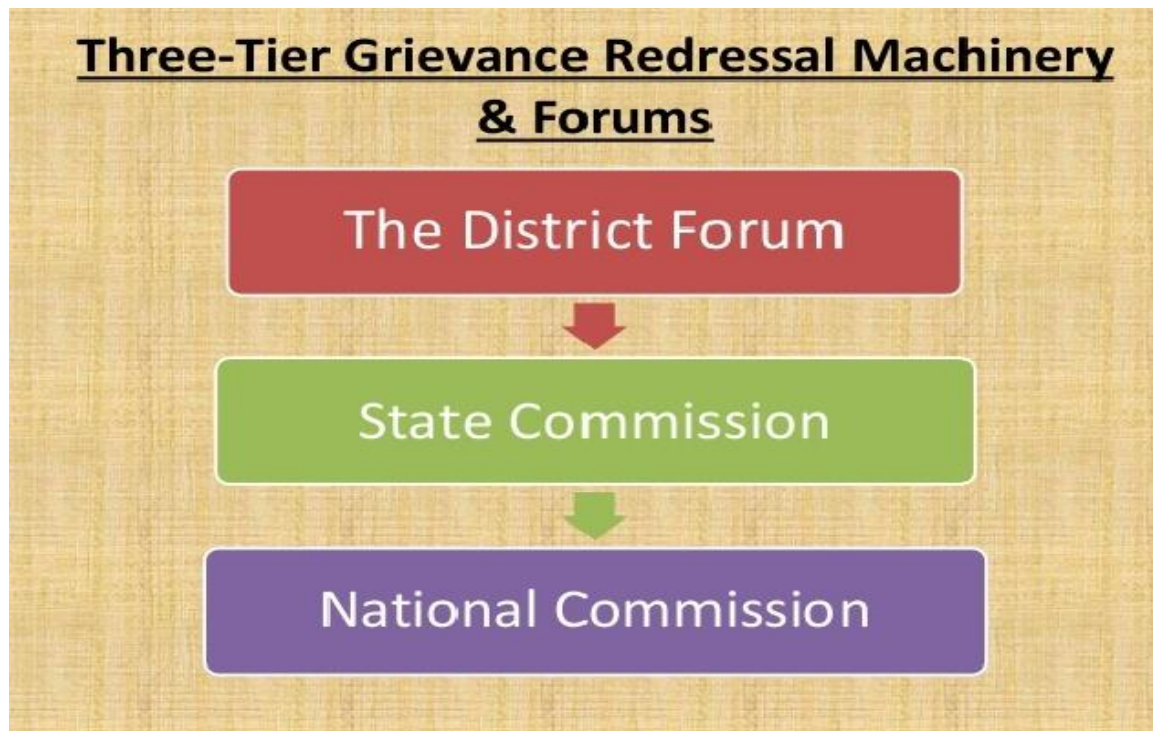 Three-Tier Grievance Redressal Machinery
& Forums
The District Forum
State Commission
National Commission